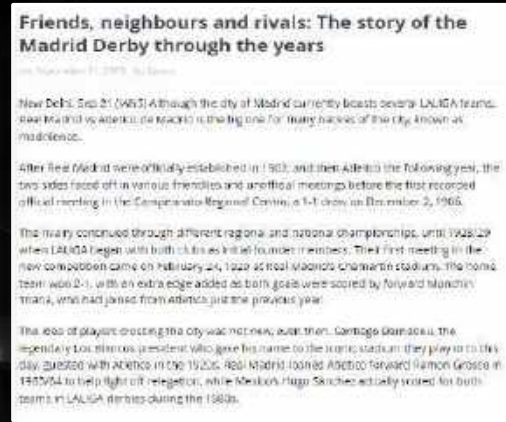 Friends, neighbours and rivals: The story of the
Madrid Derby through the years
New Delhi, Sep 21 (IANS) Although the city of Madrid currently boasts several LALIGA teams,
Real Madrid vs Atletico de Madrid is the big one for many natives of the city, known as
After Real Madrid were officially established in 1902, and then Atletico the following year, the
two sides faced off in various friendlies and unofficial meetings before the first recorded
official meeting in the Campeonato Regional Centro, a 1-1 draw on December 2, 1906.
The rivalry continued through different regional and national championships, until 1928/29
when LALIGA began with both clubs as initial founder members. Their first meeting in the
new competition came on February 24, 1929 at Real Madrid's Chamartin stadium. The home
team won 2-1, with an extra edge added as both goals were scored by forward
Triana, who had joined from Atletico just the previous year.
The idea of players crossing the city was not new, even then. Santiago Bernabeu, the
legendary Los Blancos president who gave his name to the iconic stadium they play in to this
day, guested with Atletico in the 1920s. Real Madrid loaned Atletico forward Ramon Grosso in
1963/64 to help fight off relegation, while Mexico's Hugo Sanchez actually scored for both
teams in LALIGA derbies during the 1980s.